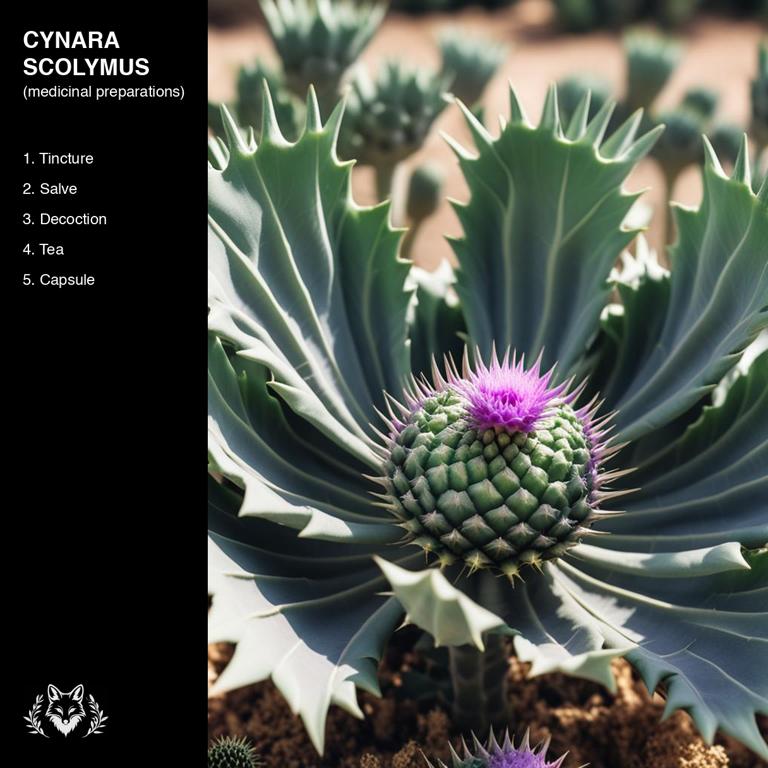 CYNARA
SCOLYMUS
(medicinal preparations)
1. Tincture
2. Salve
3. Decoction
4. Tea
5. Capsule